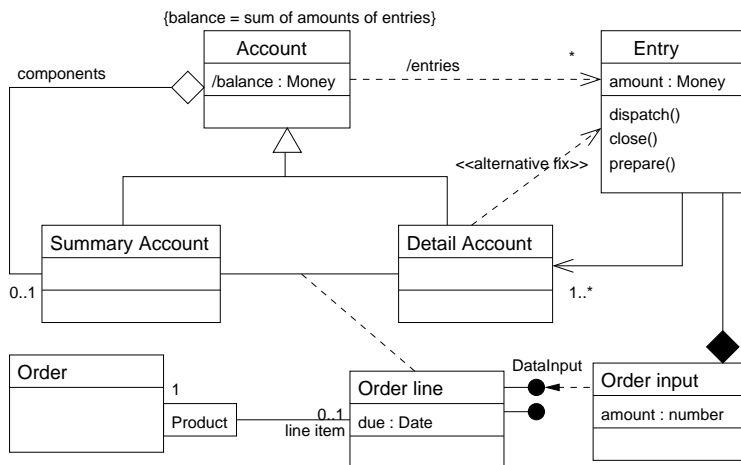 {balance = sum of amounts of entries}
Account
/balance : Money
components
/entries
*
Entry
amount : Money
dispatch()
close()
prepare()
<<alternative fix>>
Summary Account
Detail Account
0..1
1..*
Order
1
Product
0..1
line item
Order line
due : Date
DataInput
Order input
amount : number